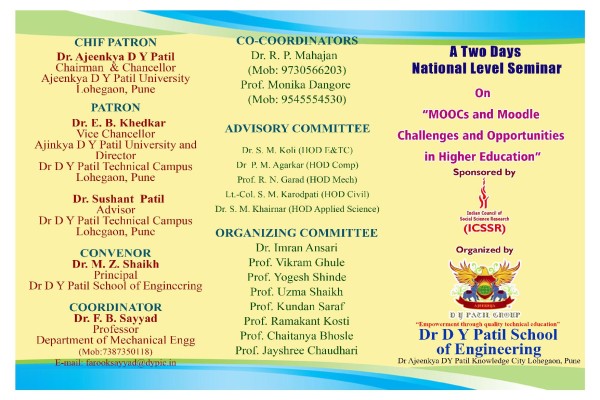 CHIF PATRON
Dr. Ajeenkya D Y Patil
Chairman & Chancellor
Ajeenkya D Y Patil University
Lohegaon, Pune
PATRON
Dr. E. B. Khedkar
Vice Chancellor
Ajinkya D Y Patil University and
Director
Dr D Y Patil Technical Campus
Lohegaon, Pune
Dr. Sushant Patil
Advisor
Dr D Y Patil Technical Campus
Lohegaon, Pune
CONVENOR
Dr. M. Z. Shaikh
Principal
Dr D Y Patil School of Engineering
COORDINATOR
Dr. F. B. Sayyad
Professor
Department of Mechanical Engg
(Mob:7387350118)
E-mail: farooksayyad@dypic.in
CO-COORDINATORS
Dr. R. P. Mahajan
(Mob: 9730566203)
Prof. Monika Dangore
(Mob: 9545554530)
ADVISORY COMMITTEE
Dr. S. M. Koli (HOD E&TC)
Dr P. M. Agarkar (HOD Comp)
Prof. R. N. Garad (HOD Mech)
Lt.-Col. S. M. Karodpati (HOD Civil)
Dr. S. M. Khairnar (HOD Applied Science)
ORGANIZING COMMITTEE
Dr. Imran Ansari
Prof. Vikram Ghule
Prof. Yogesh Shinde
Prof. Uzma Shaikh
Prof. Kundan Saraf
Prof. Ramakant Kosti
Prof. Chaitanya Bhosle
Prof. Jayshree Chaudhari
A Two Days
National Level Seminar
On
"MOOCs and Moodle
Challenges and Opportunities
in Higher Education"
Sponsored by
Indian Council of
Social Science Research
(ICSSR)
Organized by
D Y PATIL GROUP
"Empowerment through quality technical education"
Dr D Y Patil School
of Engineering
Dr Ajeenkya DY Patil Knowledge City Lohegaon, Pune